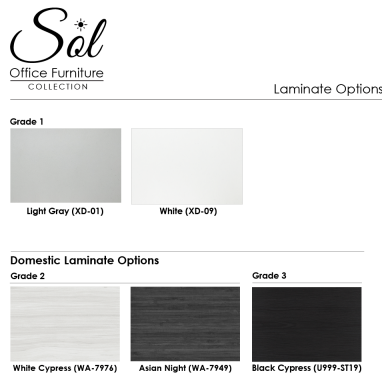 Sol
Office Furniture
COLLECTION
Laminate Options
Grade 1
Light Gray (XD-01)
White (XD-09)
Domestic Laminate Options
Grade 2
Grade 3
White Cypress (WA-7976)
Asian Night (WA-7949)
Black Cypress (U999-ST19)